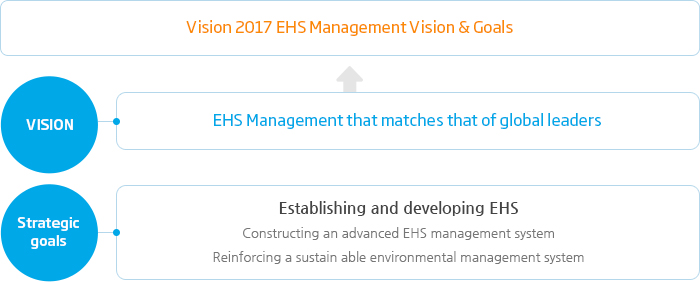 Vision 2017 EHS Management Vision & Goals
VISION
EHS Management that matches that of global leaders
Strategic
goals
Establishing and developing EHS
Constructing an advanced EHS management system
Reinforcing a sustain able environmental management system